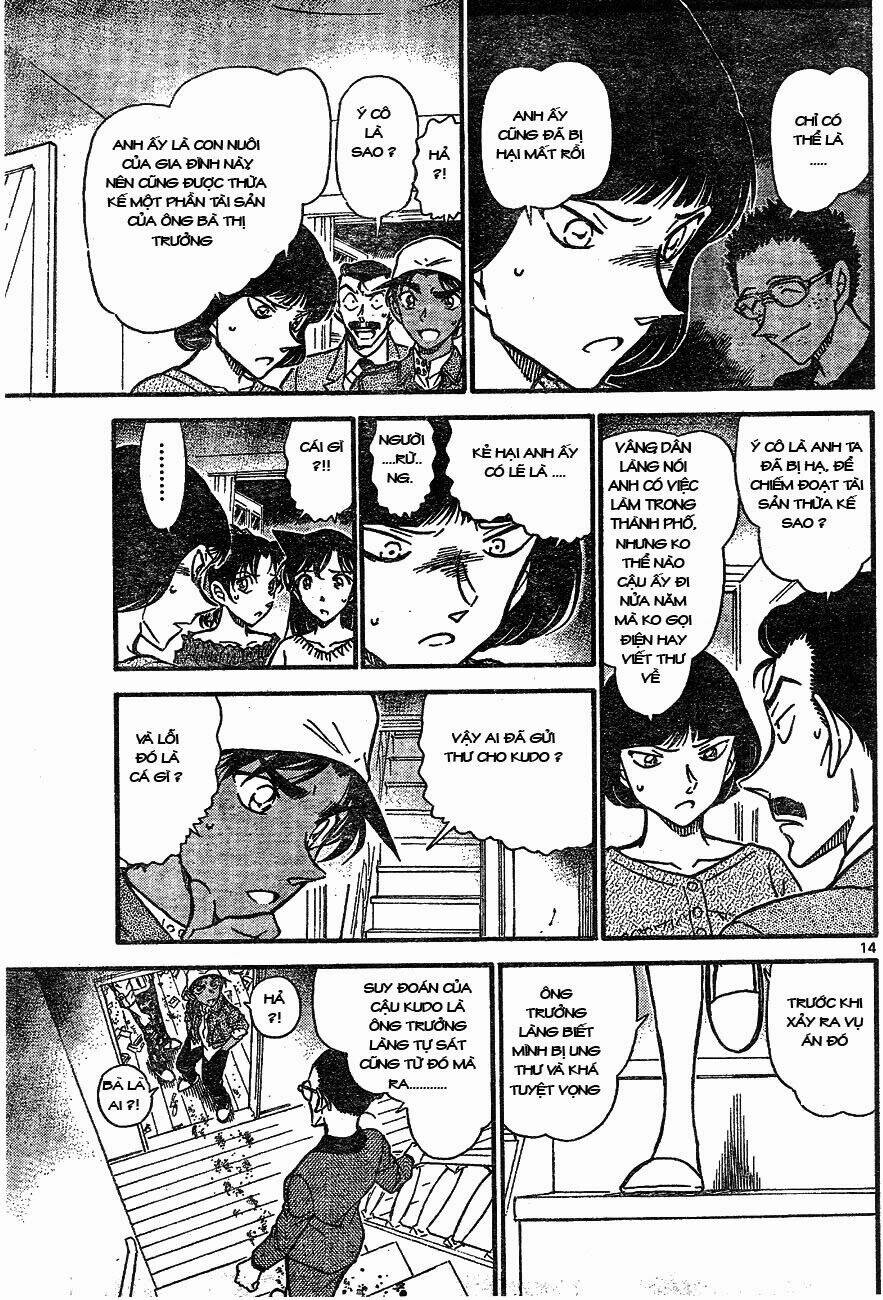 CHỈ CÓ
THỂ LÀ
.....
ANH ẤY
CŨNG ĐÃ BỊ
HẠI MẤT RỒI
HẢ
?!
Ý CÔ
LÀ
SAO ?
ANH ẤY LÀ CON NUÔI
CỦA GIA ĐÌNH NÀY,
NÊN CŨNG ĐƯỢC THỪA
KẾ MỘT PHẦN TÀI SẢN
CỦA ÔNG BÀ THỊ
TRƯỞNG
Ý CÔ LÀ ANH TA
ĐÃ BỊ HẠ, ĐỂ
CHIẾM ĐOẠT TÀI
SẢN THỪA KẾ
SAO ?
VÂNG DÂN
LÀNG NÓI
ANH CÓ VIỆC
LÀM TRONG
THÀNH PHỐ,
NHƯNG KO
THỂ NÀO
CẬU ẤY ĐI
NỬA NĂM
MÀ KO GỌI
ĐIỆN HAY
VIẾT THƯ
VỀ
KẺ HẠI ANH ẤY
CÓ LẼ LÀ ....
NGƯỜI
....RỪ..
NG.
CÁI GÌ
?!!
........
VẬY AI ĐÃ GỬI
THƯ CHO KUDO ?
VÀ LỖI
ĐÓ LÀ
CÁ GÌ ?
14
TRƯỚC KHI
XẢY RA VỤ
ÁN ĐÓ
ÔNG
TRƯỞNG
LÀNG BIẾT
MÌNH BỊ UNG
THƯ VÀ KHÁ
TUYỆT VỌNG
SUY ĐOÁN CỦA
CẬU KUDO LÀ
ÔNG TRƯỞNG
LÀNG TỰ SÁT
CŨNG TỪ ĐÓ MÀ
RA............
HẢ
?!
BÀ LÀ
AI ?!